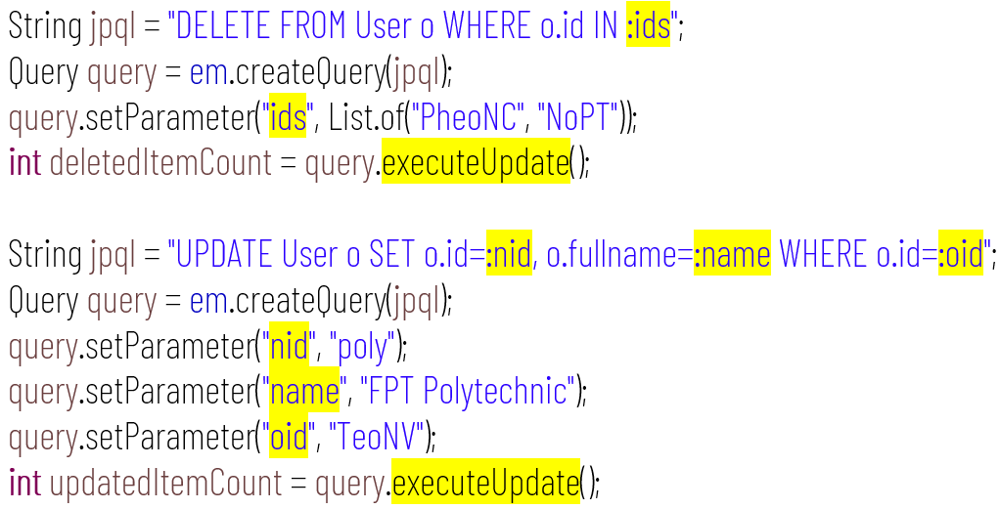 String jpql = "DELETE FROM User o WHERE o.id IN :ids";
Query query = em.createQuery(jpql);
query.setParameter("ids", List.of("PheoNC", "NoPT"));
int deletedItemCount = query.executeUpdate();
String jpql = "UPDATE User o SET o.id=:nid, o.fullname=:name WHERE o.id=:oid";
Query query = em.createQuery(jpql);
query.setParameter("nid", "poly");
query.setParameter("name", "FPT Polytechnic");
query.setParameter("oid", "TeoNV");
int updatedItemCount = query.executeUpdate();